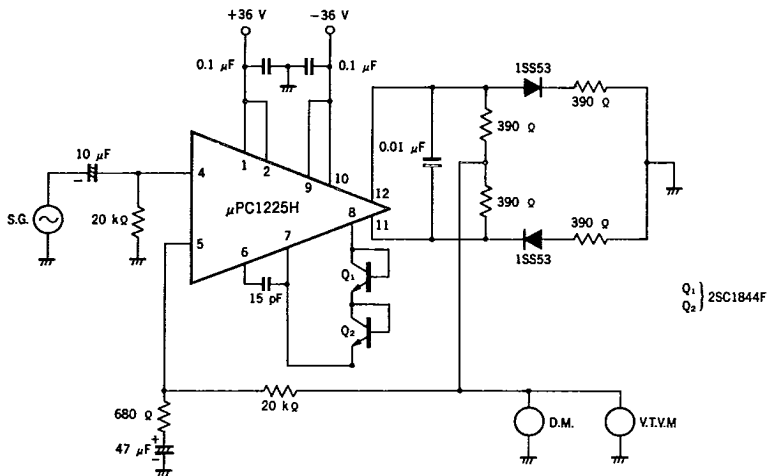 +36 V
−36 V
0.1 μF
0.1 μF
1SS53
390 Ω
390 Ω
0.01 μF
10 μF
−
4
1
2
9
10
12
11
μPC1225H
8
S.G.
20 kΩ
5
7
6
390 Ω
390 Ω
1SS53
15 pF
Q1
Q2
Q1
Q2 } 2SC1844F
20 kΩ
680 Ω
47 μF
+
−
D.M.
V.T.V.M